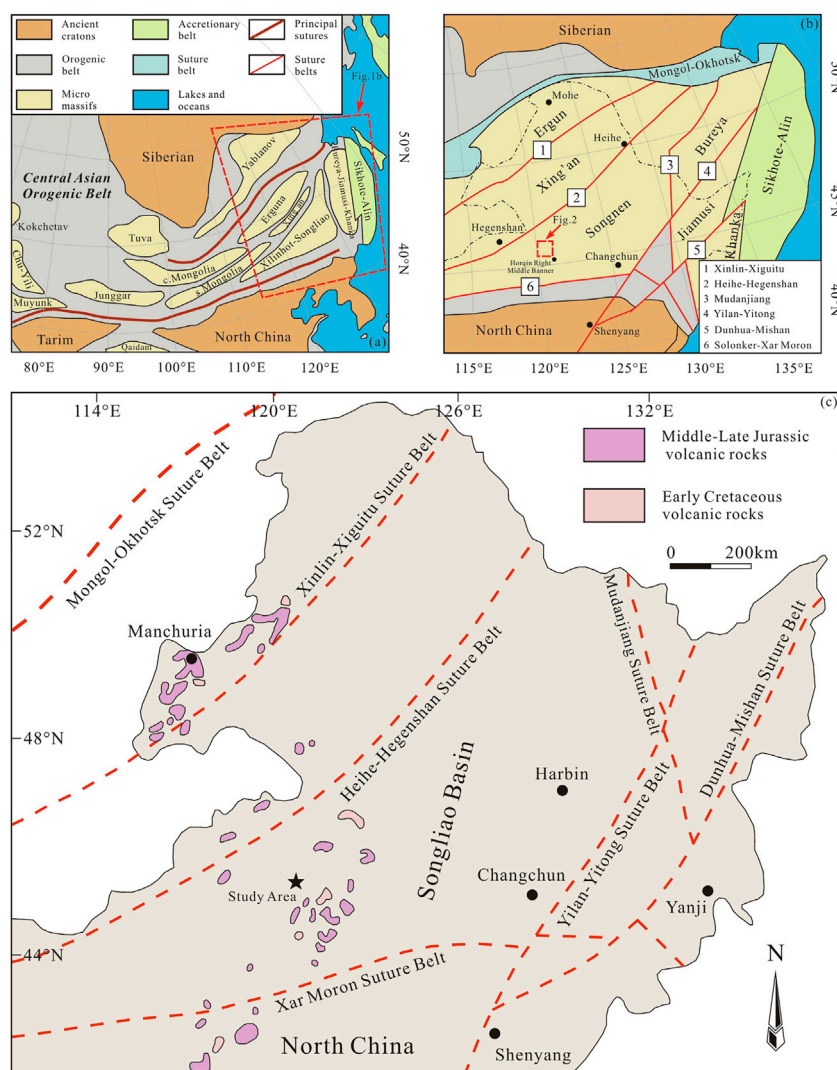 Ancient
cratons
Accretionary
belt
Principal
sutures
Orogenic
belt
Suture
belt
Suture
belts
Micro
massifs
Lakes and
oceans
Fig.1b
50°N
40°N
Siberian
Yablanov
Central Asian
Orogenic Belt
Erguna
Xing'an
Bureya-Jiamusi-Khanka
Sikhote-Alin
Kokchetav
Tuva
Xilinhot-Songliao
c.Mongolia
s.Mongolia
Chu-Yili
Junggar
Muyunk
Tarim
Qaidam
North China
(a)
80°E
90°E
100°E
110°E
120°E
(b)
Siberian
Mongol-Okhotsk
50°N
45°N
40°N
Mohe
Ergun
Heihe
Bureya
Sikhote-Alin
1
2
3
4
5
6
Xing'an
Hegenshan
Songnen
Fig.2
Horqin Right
Middle Banner
Changchun
Jiamusi
Khanka
North China
Shenyang
1 Xinlin-Xiguitu
2 Heihe-Hegenshan
3 Mudanjiang
4 Yilan-Yitong
5 Dunhua-Mishan
6 Solonker-Xar Moron
115°E
120°E
125°E
130°E
135°E
114°E
120°E
126°E
132°E
(c)
Middle-Late Jurassic
volcanic rocks
Early Cretaceous
volcanic rocks
0
200km
52°N
48°N
44°N
Mongol-Okhotsk Suture Belt
Xinlin-Xiguitu Suture Belt
Manchuria
Heihe-Hegenshan Suture Belt
Mudanjiang Suture Belt
Dunhua-Mishan Suture Belt
Songliao Basin
Harbin
Yilan-Yitong Suture Belt
Study Area
Changchun
Yanji
Xar Moron Suture Belt
North China
Shenyang
N